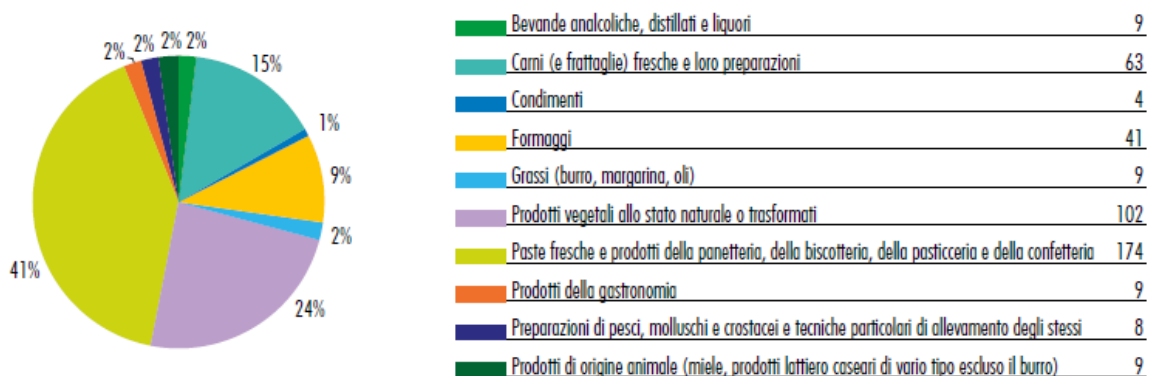 2%
2%
2%
2%
15%
1%
9%
2%
24%
41%
Bevande analcoliche, distillati e liquori 9
Carni (e frattaglie) fresche e loro preparazioni 63
Condimenti 4
Formaggi 41
Grassi (burro, margarina, oli) 9
Prodotti vegetali allo stato naturale o trasformati 102
Paste fresche e prodotti della panetteria, della biscotteria, della pasticceria e della confetteria 174
Prodotti della gastronomia 9
Preparazioni di pesci, molluschi e crostacei e tecniche particolari di allevamento degli stessi 8
Prodotti di origine animale (miele, prodotti lattiero caseari di vario tipo escluso il burro) 9